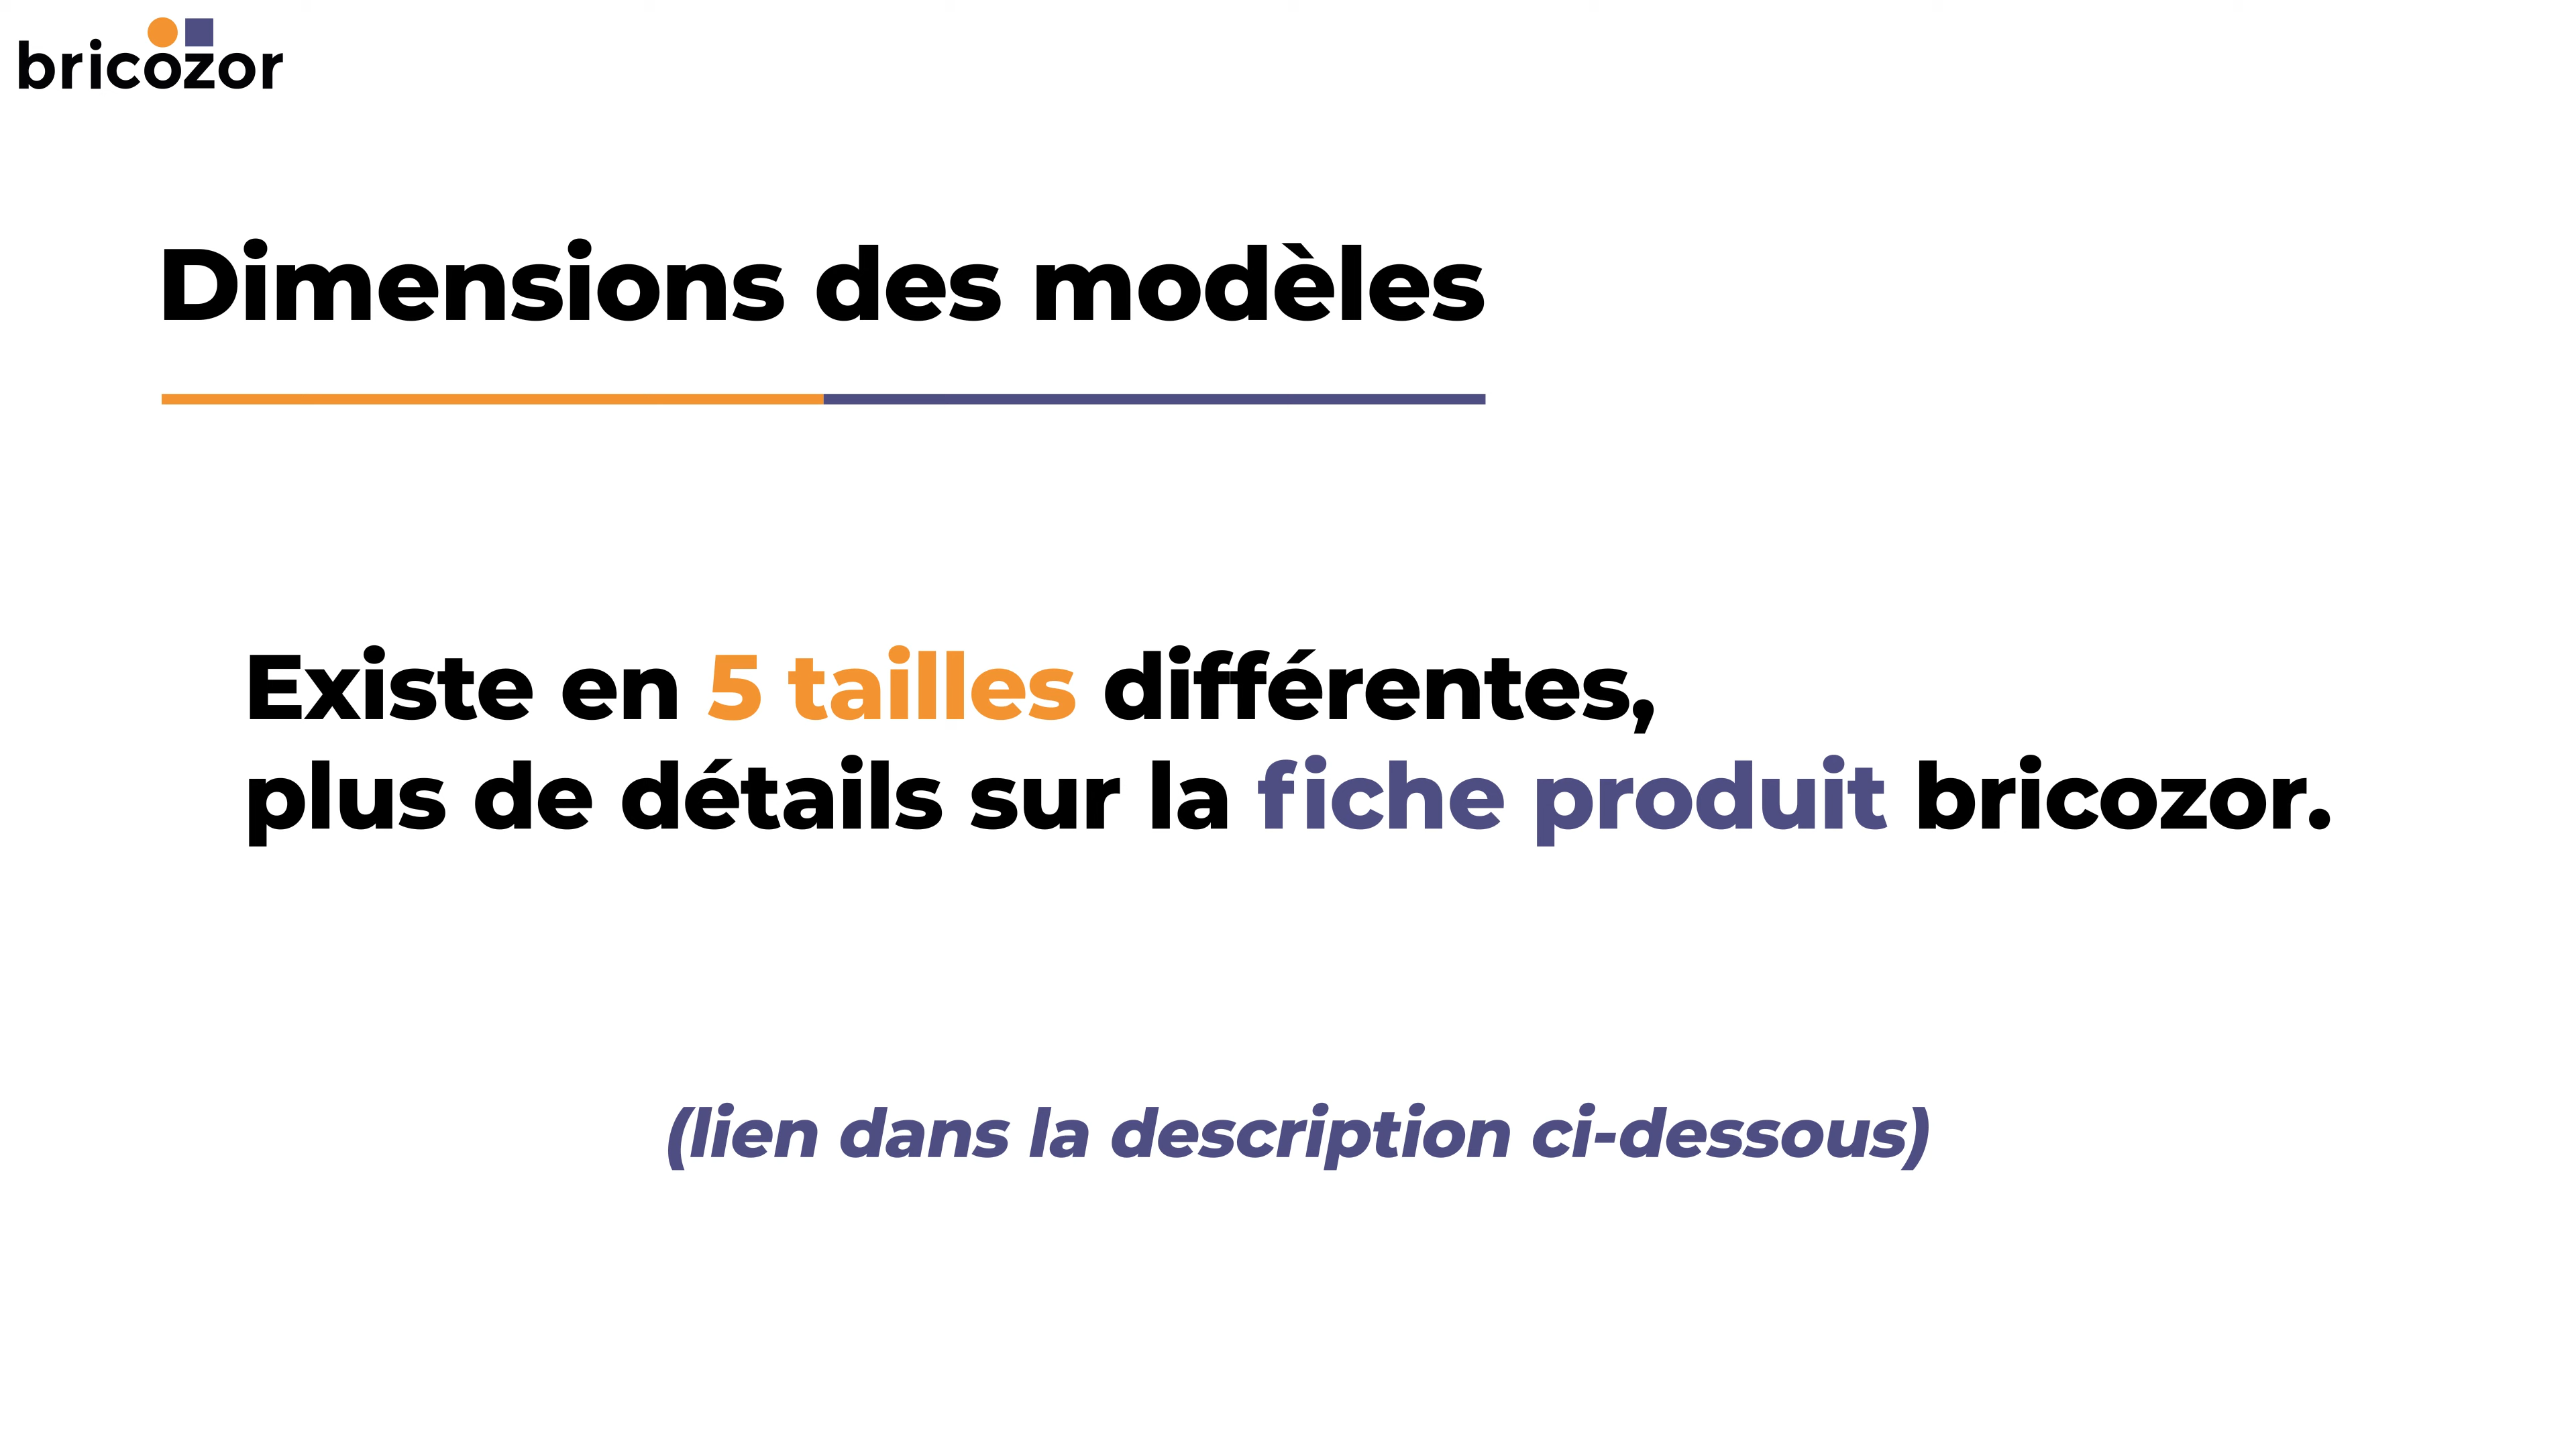 bricozor
Dimensions des modèles
Existe en 5 tailles différentes,
plus de détails sur la fiche produit bricozor.
(lien dans la description ci-dessous)